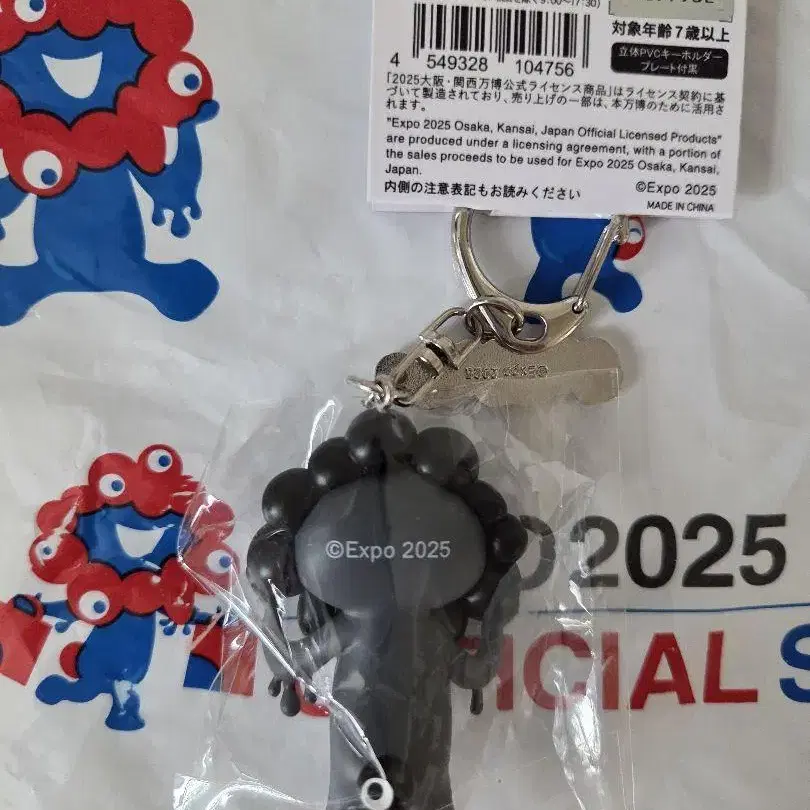 対象年齢7歳以上
立体PVCキーホルダー
プレート付黒
4 549328 104756
「2025大阪・関西万博公式ライセンス商品」はライセンス契約に基
づいて製造されており、売り上げの一部は、本万博のために活用さ
れます。
"Expo 2025 Osaka, Kansai, Japan Official Licensed Products"
are produced under a licensing agreement, with a portion of
the sales proceeds to be used for Expo 2025 Osaka, Kansai,
Japan.
内側の注意表記もお読みください
©Expo 2025
MADE IN CHINA
©Expo 2025
2025
ICIAL S